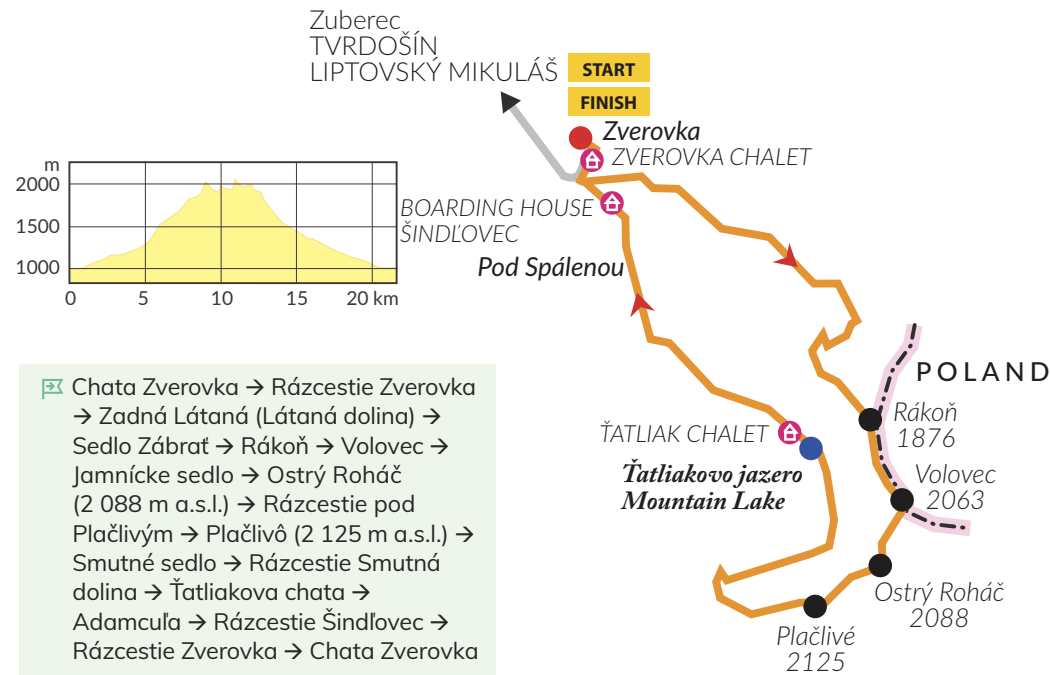 Zuberec
TVRDOŠÍN
LIPTOVSKÝ MIKULÁŠ
START
FINISH
Zverovka
ZVEROVKA CHALET
m
2000
1500
1000
0
5
10
15
20 km
BOARDING HOUSE
ŠINDĽOVEC
Pod Spálenou
POLAND
Rákoň
1876
ŤATLIAK CHALET
Volovec
2063
Ťatliakovo jazero
Mountain Lake
Ostrý Roháč
2088
Plačlivé
2125
Chata Zverovka → Rázcestie Zverovka
→ Zadná Látaná (Látaná dolina) →
Sedlo Zábrať → Rákoň → Volovec →
Jamnícke sedlo → Ostrý Roháč
(2 088 m a.s.l.) → Rázcestie pod
Plačlivým → Plačlivô (2 125 m a.s.l.) →
Smutné sedlo → Rázcestie Smutná
dolina → Ťatliakova chata →
Adamcuľa → Rázcestie Šindľovec →
Rázcestie Zverovka → Chata Zverovka